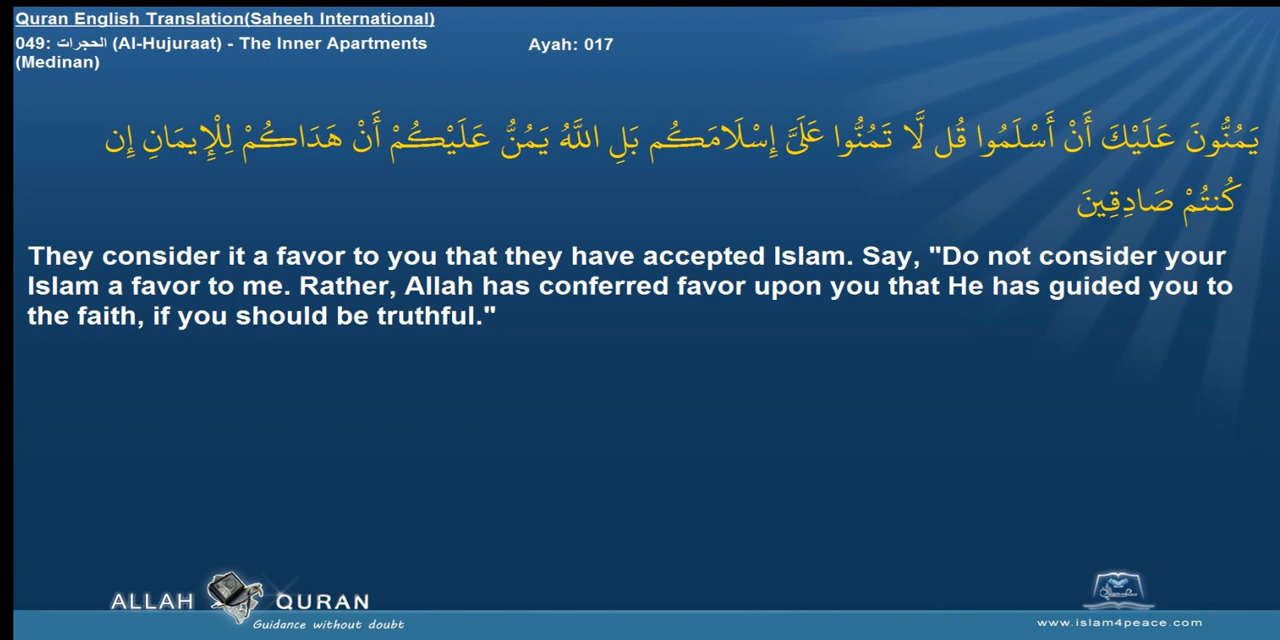 Quran English Translation(Saheeh International)
049: الحجرات (Al-Hujuraat) - The Inner Apartments
(Medinan)
Ayah: 017
يَمُنُّونَ عَلَيْكَ أَنْ أَسْلَمُوا قُل لَّا تَمُنُّوا عَلَىَّ إِسْلَامَكُم بَلِ اللَّهُ يَمُنُّ عَلَيْكُمْ أَنْ هَدَاكُمْ لِلْإِيمَانِ إِن
كُنتُمْ صَادِقِينَ
They consider it a favor to you that they have accepted Islam. Say, "Do not consider your
Islam a favor to me. Rather, Allah has conferred favor upon you that He has guided you to
the faith, if you should be truthful."
ALLAH QURAN
Guidance without doubt
www.islam4peace.com